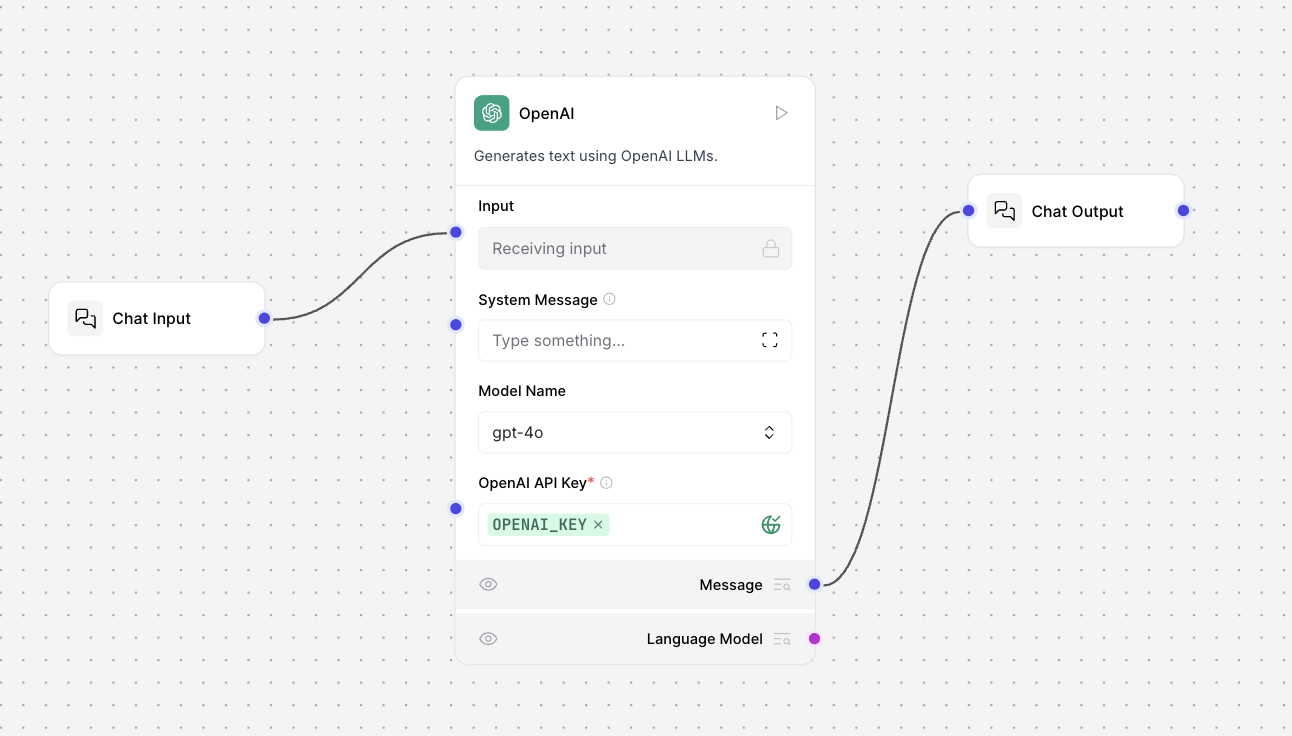 Chat Input
OpenAI
Generates text using OpenAI LLMs.
Input
Receiving input
System Message
Type something...
Model Name
gpt-4o
OpenAI API Key*
OPENAI_KEY
Message
Language Model
Chat Output